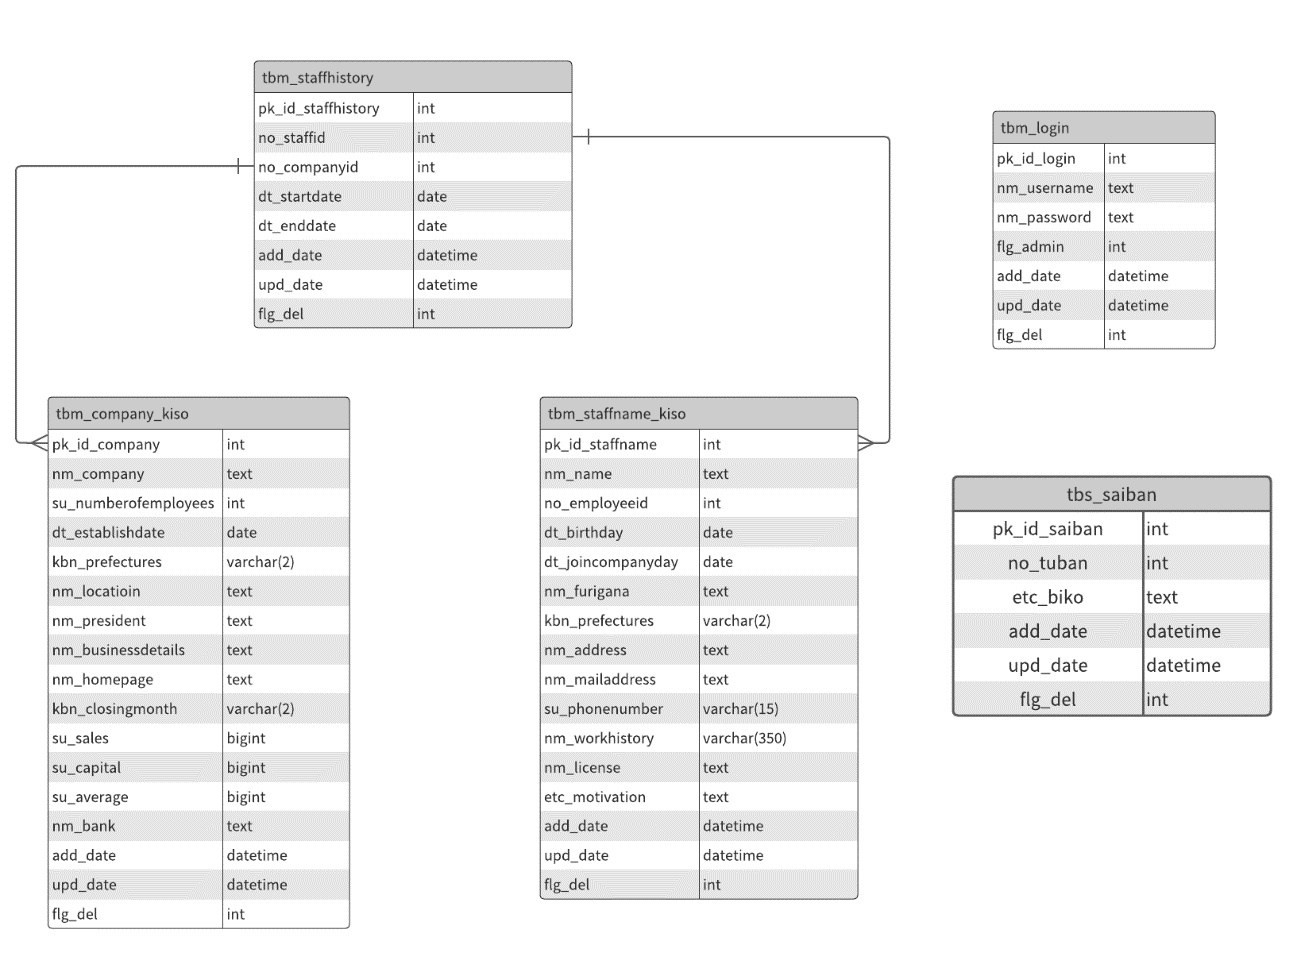 tbm_staffhistory
pk_id_staffhistory int
no_staffid int
no_companyid int
dt_startdate date
dt_enddate date
add_date datetime
upd_date datetime
flg_del int
tbm_login
pk_id_login int
nm_username text
nm_password text
flg_admin int
add_date datetime
upd_date datetime
flg_del int
tbm_company_kiso
pk_id_company int
nm_company text
su_numberofemployees int
dt_establishdate date
kbn_prefectures varchar(2)
nm_locatioin text
nm_president text
nm_businessdetails text
nm_homepage text
kbn_closingmonth varchar(2)
su_sales bigint
su_capital bigint
su_average bigint
nm_bank text
add_date datetime
upd_date datetime
flg_del int
tbm_staffname_kiso
pk_id_staffname int
nm_name text
no_employeeid int
dt_birthday date
dt_joincompanyday date
nm_furigana text
kbn_prefectures varchar(2)
nm_address text
nm_mailaddress text
su_phonenumber varchar(15)
nm_workhistory varchar(350)
nm_license text
etc_motivation text
add_date datetime
upd_date datetime
flg_del int
tbs_saiban
pk_id_saiban int
no_tuban int
etc_biko text
add_date datetime
upd_date datetime
flg_del int